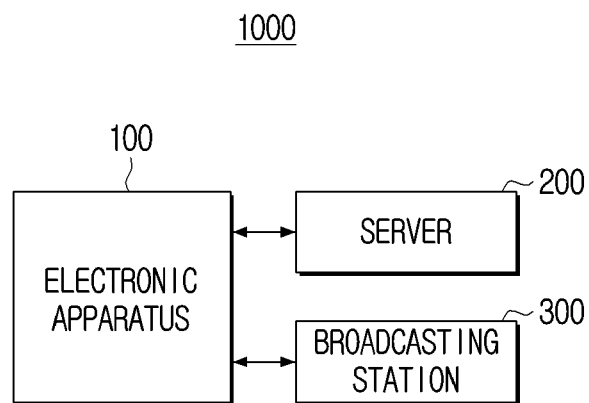 1000
100
ELECTRONIC
APPARATUS
200
SERVER
300
BROADCASTING
STATION